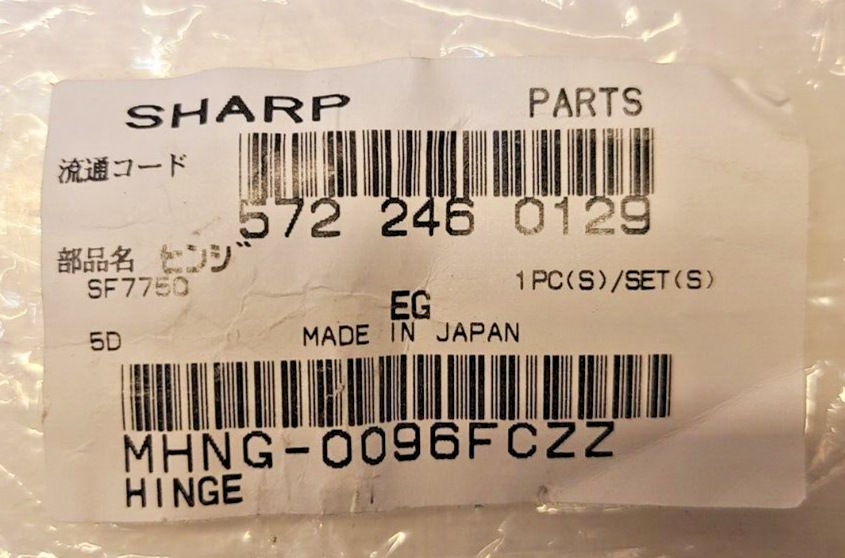 SHARP PARTS
流通コード
572 246 0129
部品名 ヒンジ
SF7750 1PC(S)/SET(S)
EG
5D MADE IN JAPAN
MHNG-0096FCZZ
HINGE